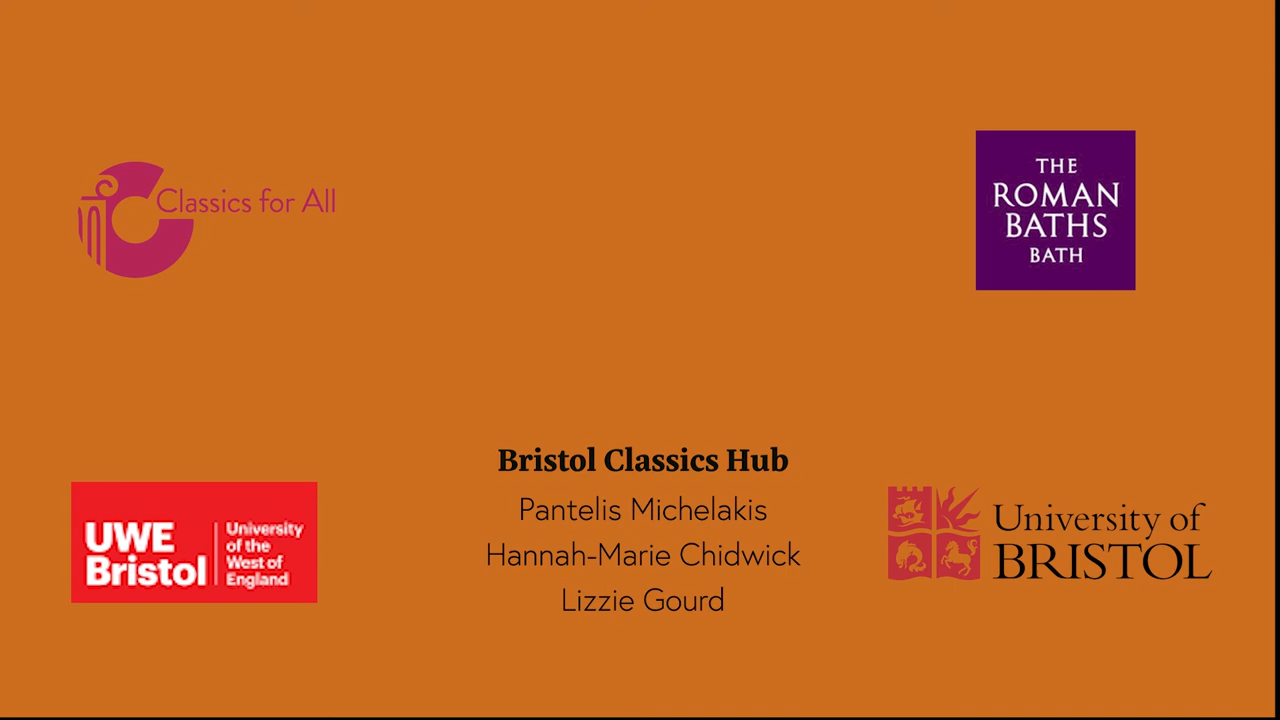 Classics for All
THE
ROMAN
BATHS
BATH
Bristol Classics Hub
Pantelis Michelakis
Hannah-Marie Chidwick
Lizzie Gourd
UWE
Bristol
University
of the
West of
England
University of
BRISTOL